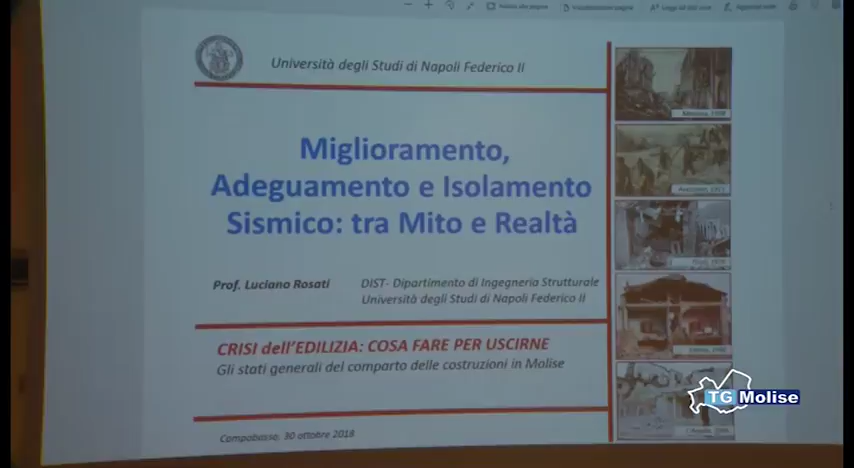 Università degli Studi di Napoli Federico II
Miglioramento,
Adeguamento e Isolamento
Sismico: tra Mito e Realtà
Prof. Luciano Rosati
DIST- Dipartimento di Ingegneria Strutturale
Università degli Studi di Napoli Federico II
CRISI dell'EDILIZIA: COSA FARE PER USCIRNE
Gli stati generali del comparto delle costruzioni in Molise
Campobasso, 30 ottobre 2018
TG Molise